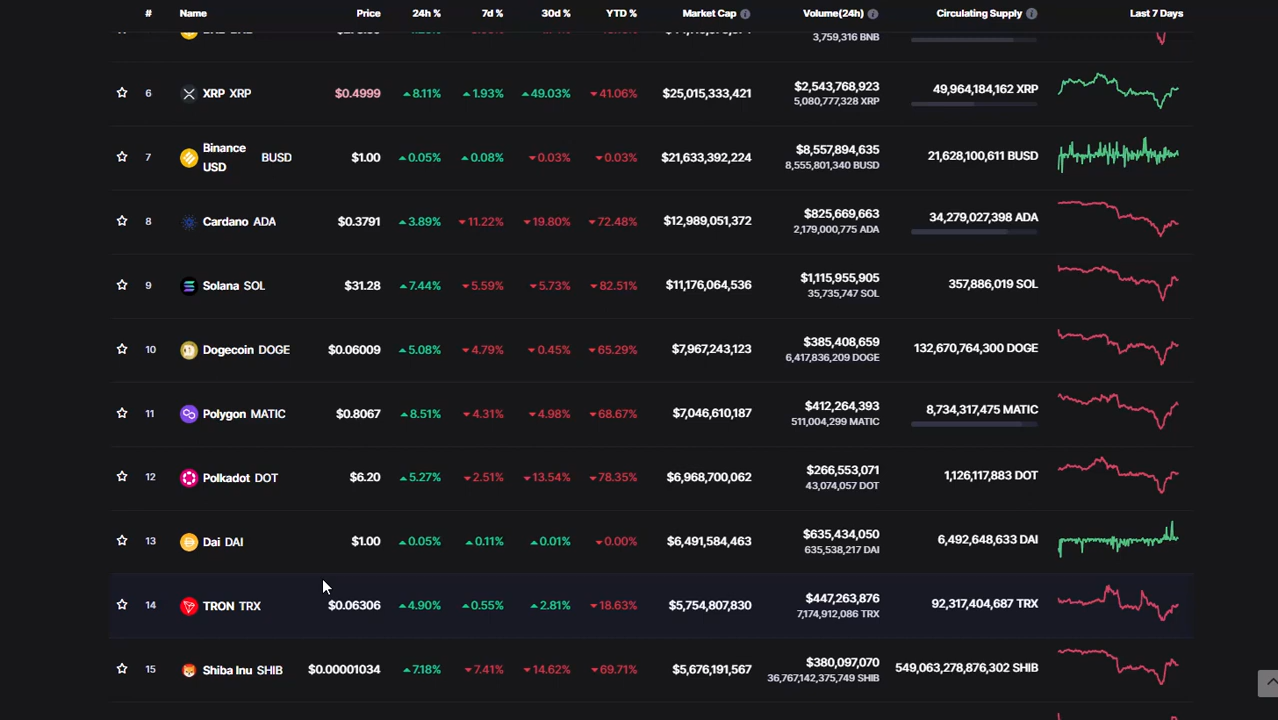 # Name Price 24h % 7d % 30d % YTD % Market Cap Volume(24h) Circulating Supply Last 7 Days
3,759,316 BNB
6 XRP XRP $0.4999 8.11% 1.93% 49.03% 41.06% $25,015,333,421 $2,543,768,923 49,964,184,162 XRP
5,080,777,328 XRP
7 Binance USD BUSD $1.00 0.05% 0.08% 0.03% 0.03% $21,633,392,224 $8,557,894,635 21,628,100,611 BUSD
8,555,801,340 BUSD
8 Cardano ADA $0.3791 3.89% 11.22% 19.80% 72.48% $12,989,051,372 $825,669,663 34,279,027,398 ADA
2,179,000,775 ADA
9 Solana SOL $31.28 7.44% 5.59% 5.73% 82.51% $11,176,064,536 $1,115,955,905 357,886,019 SOL
35,735,747 SOL
10 Dogecoin DOGE $0.06009 5.08% 4.79% 0.45% 65.29% $7,967,243,123 $385,408,659 132,670,764,300 DOGE
6,417,836,209 DOGE
11 Polygon MATIC $0.8067 8.51% 4.31% 4.98% 68.67% $7,046,610,187 $412,264,393 8,734,317,475 MATIC
511,004,299 MATIC
12 Polkadot DOT $6.20 5.27% 2.51% 13.54% 78.35% $6,968,700,062 $266,553,071 1,126,117,883 DOT
43,074,057 DOT
13 Dai DAI $1.00 0.05% 0.11% 0.01% 0.00% $6,491,584,463 $635,434,050 6,492,648,633 DAI
635,538,217 DAI
14 TRON TRX $0.06306 4.90% 0.55% 2.81% 18.63% $5,754,807,830 $447,263,876 92,317,404,687 TRX
7,174,912,086 TRX
15 Shiba Inu SHIB $0.00001034 7.18% 7.41% 14.62% 69.71% $5,676,191,567 $380,097,070 549,063,278,876,302 SHIB
36,767,142,375,749 SHIB